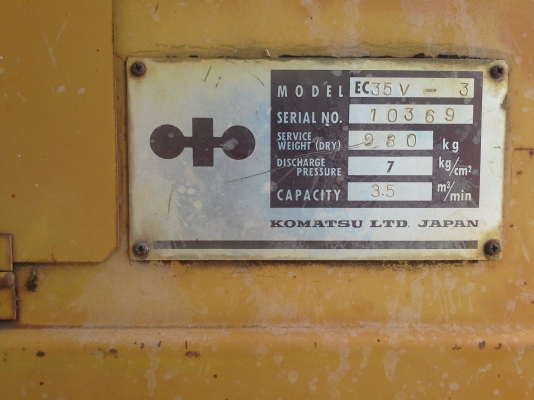 MODEL EC35V-3
SERIAL NO. 10369
SERVICE WEIGHT (DRY) 980 kg
DISCHARGE PRESSURE 7 kg/cm²
CAPACITY 3.5 m³/min
KOMATSU LTD. JAPAN